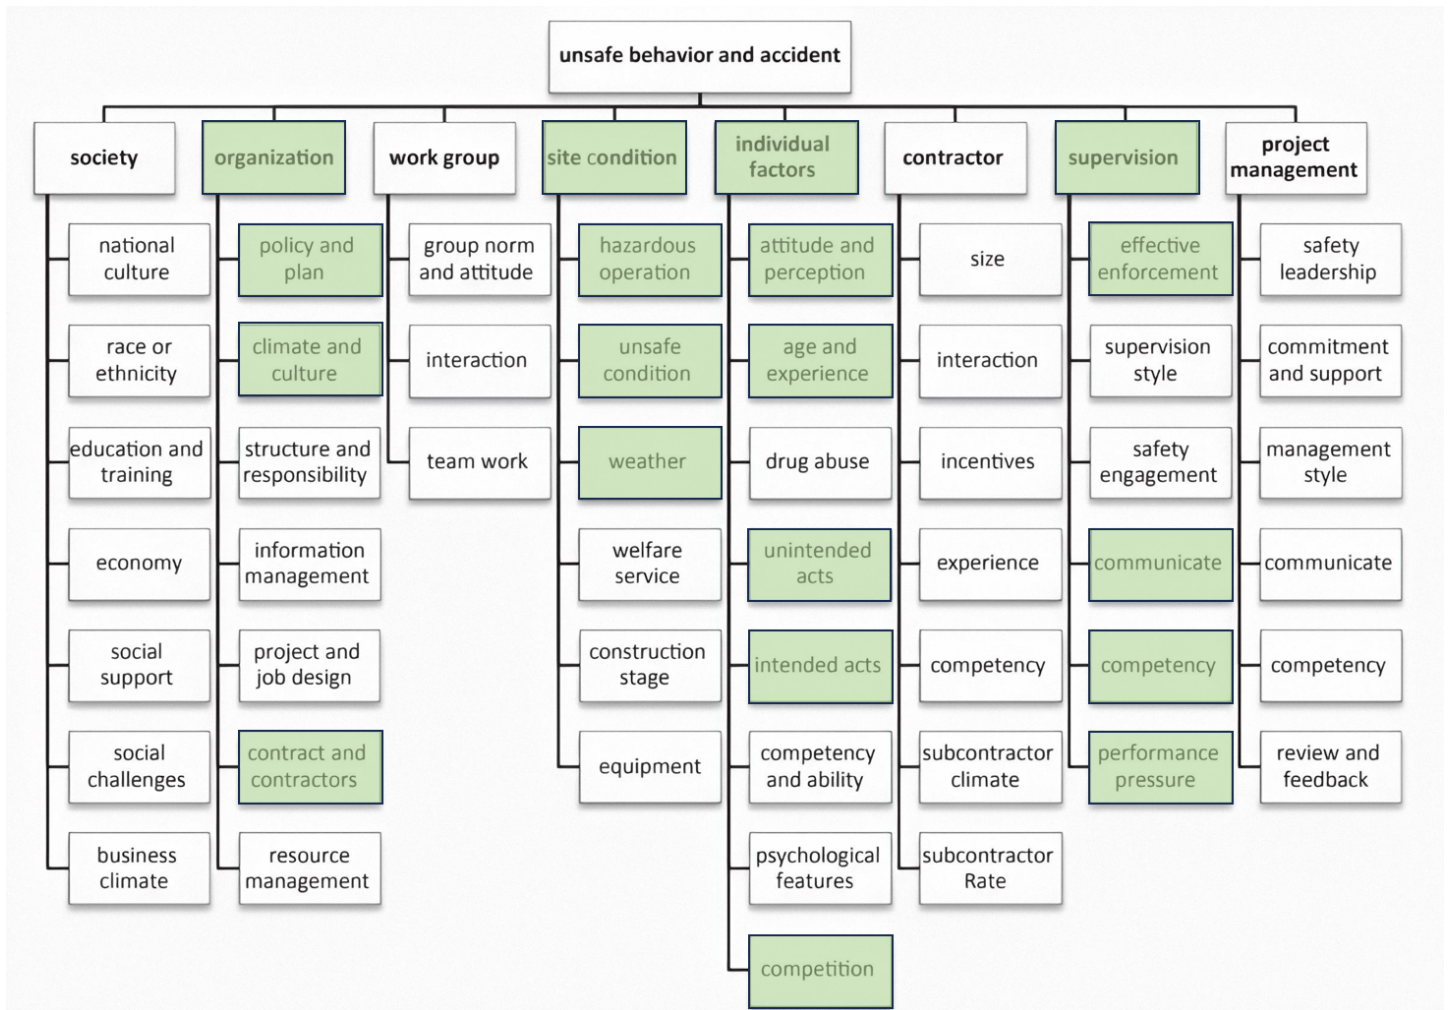 unsafe behavior and accident
society
organization
work group
site condition
individual
factors
contractor
supervision
project
management
national
culture
race or
ethnicity
education and
training
economy
social
support
social
challenges
business
climate
policy and
plan
climate and
culture
structure and
responsibility
information
management
project and
job design
contract and
contractors
resource
management
group norm
and attitude
interaction
team work
hazardous
operation
unsafe
condition
weather
welfare
service
construction
stage
equipment
attitude and
perception
age and
experience
drug abuse
unintended
acts
intended acts
competency
and ability
psychological
features
competition
size
interaction
incentives
experience
competency
subcontractor
climate
subcontractor
Rate
effective
enforcement
supervision
style
safety
engagement
communicate
competency
performance
pressure
safety
leadership
commitment
and support
management
style
communicate
competency
review and
feedback